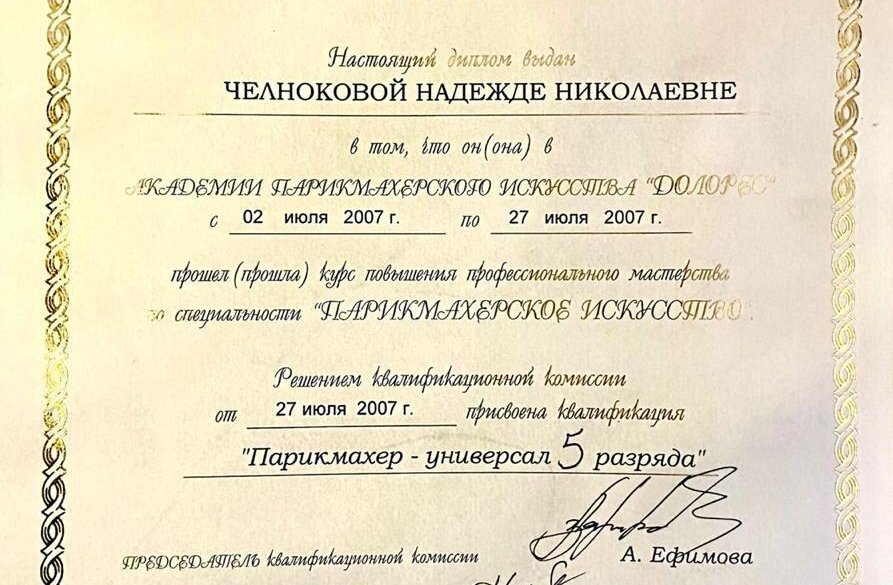 Настоящий диплом выдан
ЧЕЛНОКОВОЙ НАДЕЖДЕ НИКОЛАЕВНЕ
в том, что он(она) в
АКАДЕМИИ ПАРИКМАХЕРСКОГО ИСКУССТВА "ДОЛОРЕС"
с 02 июля 2007 г. по 27 июля 2007 г.
прошел(прошла) курс повышения профессионального мастерства
по специальности "ПАРИКМАХЕРСКОЕ ИСКУССТВО".
Решением квалификационной комиссии
от 27 июля 2007 г. присвоена квалификация
"Парикмахер - универсал 5 разряда"
ПРЕДСЕДАТЕЛЬ квалификационной комиссии А. Ефимова